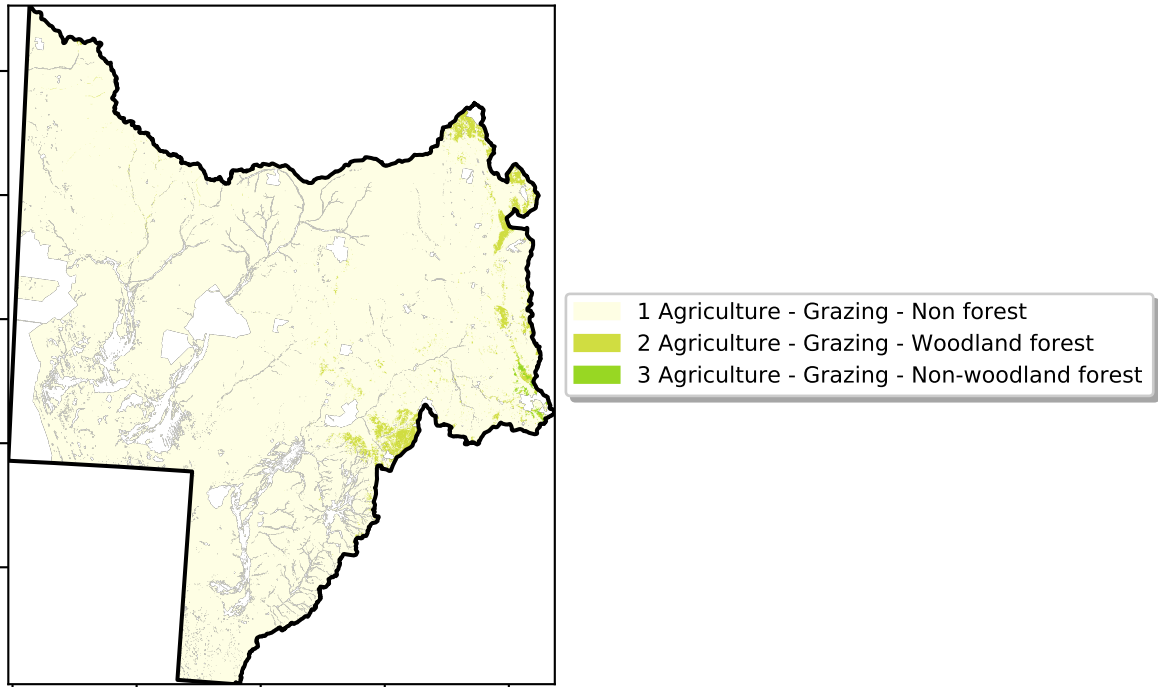 1 Agriculture - Grazing - Non forest
2 Agriculture - Grazing - Woodland forest
3 Agriculture - Grazing - Non-woodland forest